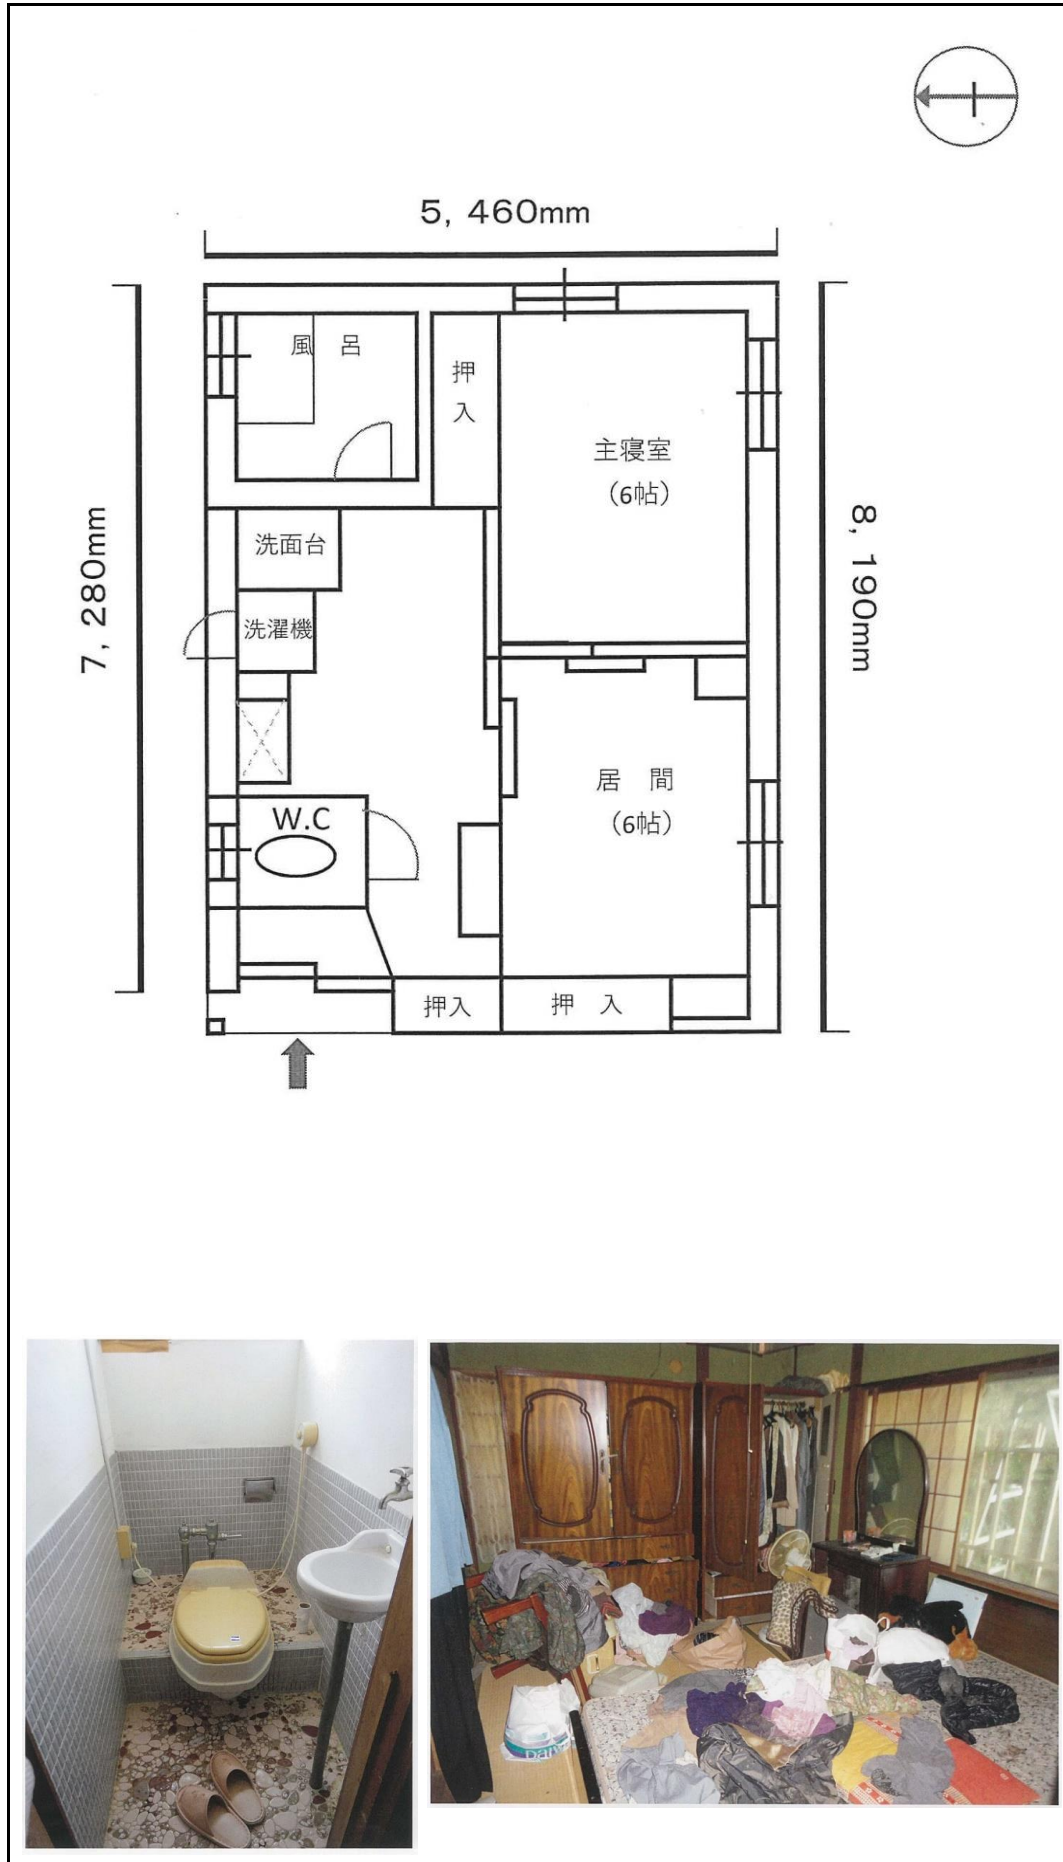 5, 460mm
7, 280mm
8, 190mm
風 呂
押
入
主寝室
（6帖）
洗面台
洗濯機
居 間
（6帖）
W.C
押入
押 入